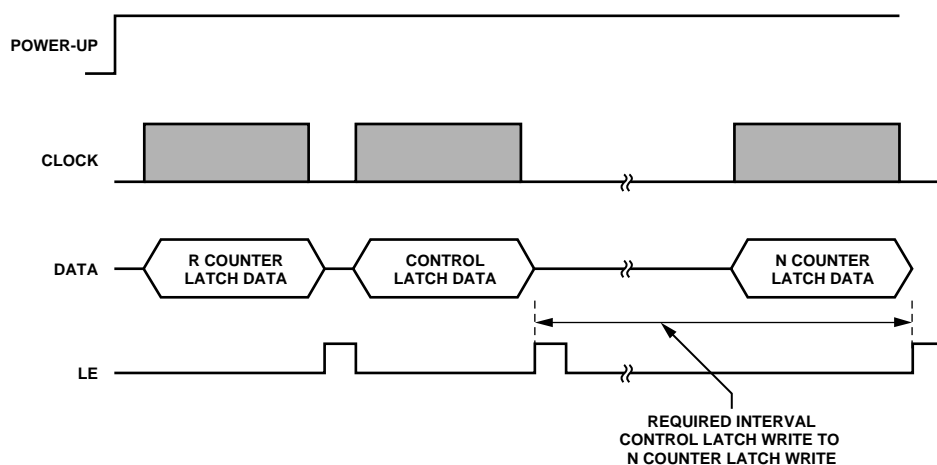 POWER-UP
CLOCK
DATA
R COUNTER
LATCH DATA
CONTROL
LATCH DATA
N COUNTER
LATCH DATA
LE
REQUIRED INTERVAL
CONTROL LATCH WRITE TO
N COUNTER LATCH WRITE